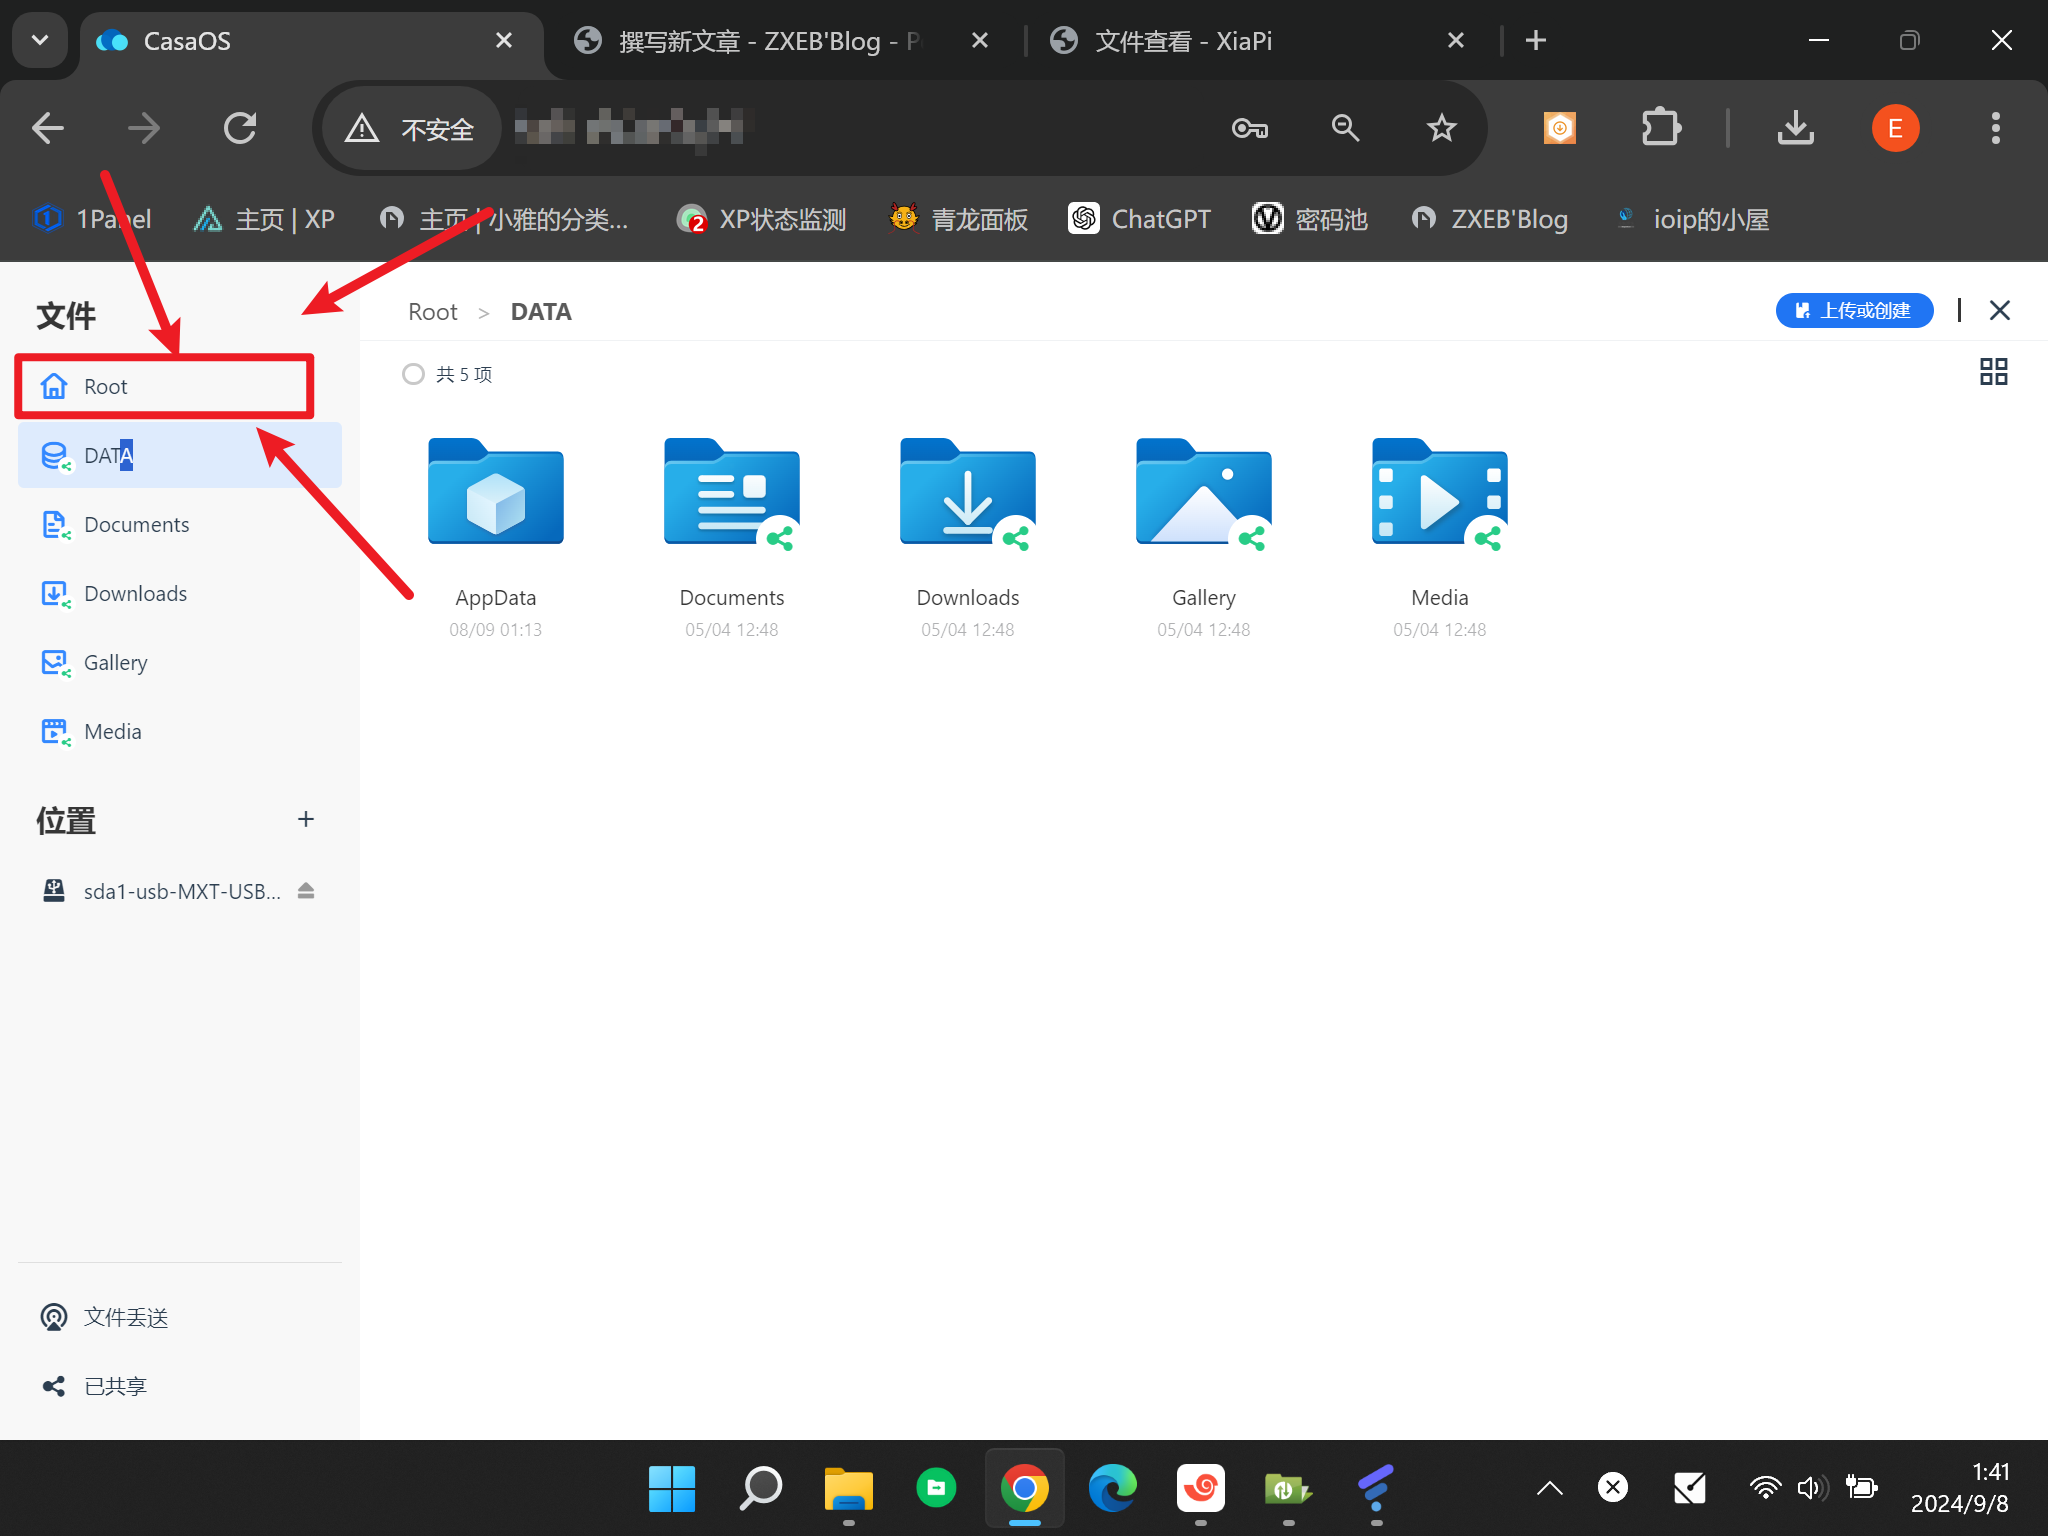 CasaOS
撰写新文章 - ZXEB'Blog - P
文件查看 - XiaPi
不安全
E
1Panel
主页 | XP
主页 | 小雅的分类...
2
XP状态监测
青龙面板
ChatGPT
密码池
ZXEB'Blog
ioip的小屋
文件
Root > DATA
上传或创建
Root
共 5 项
DATA
Documents
Downloads
Gallery
Media
AppData
08/09 01:13
Documents
05/04 12:48
Downloads
05/04 12:48
Gallery
05/04 12:48
Media
05/04 12:48
位置
sda1-usb-MXT-USB...
文件丢送
已共享
1:41
2024/9/8